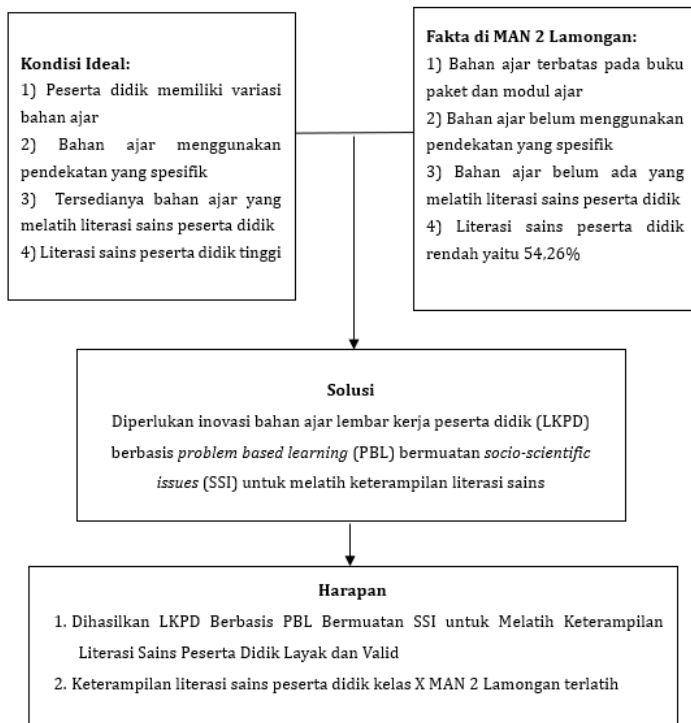 Kondisi Ideal:
1) Peserta didik memiliki variasi
bahan ajar
2) Bahan ajar menggunakan
pendekatan yang spesifik
3) Tersedianya bahan ajar yang
melatih literasi sains peserta didik
4) Literasi sains peserta didik tinggi
Fakta di MAN 2 Lamongan:
1) Bahan ajar terbatas pada buku
paket dan modul ajar
2) Bahan ajar belum menggunakan
pendekatan yang spesifik
3) Bahan ajar belum ada yang
melatih literasi sains peserta didik
4) Literasi sains peserta didik
rendah yaitu 54,26%
Solusi
Diperlukan inovasi bahan ajar lembar kerja peserta didik (LKPD)
berbasis problem based learning (PBL) bermuatan socio-scientific
issues (SSI) untuk melatih keterampilan literasi sains
Harapan
1. Dihasilkan LKPD Berbasis PBL Bermuatan SSI untuk Melatih Keterampilan
Literasi Sains Peserta Didik Layak dan Valid
2. Keterampilan literasi sains peserta didik kelas X MAN 2 Lamongan terlatih